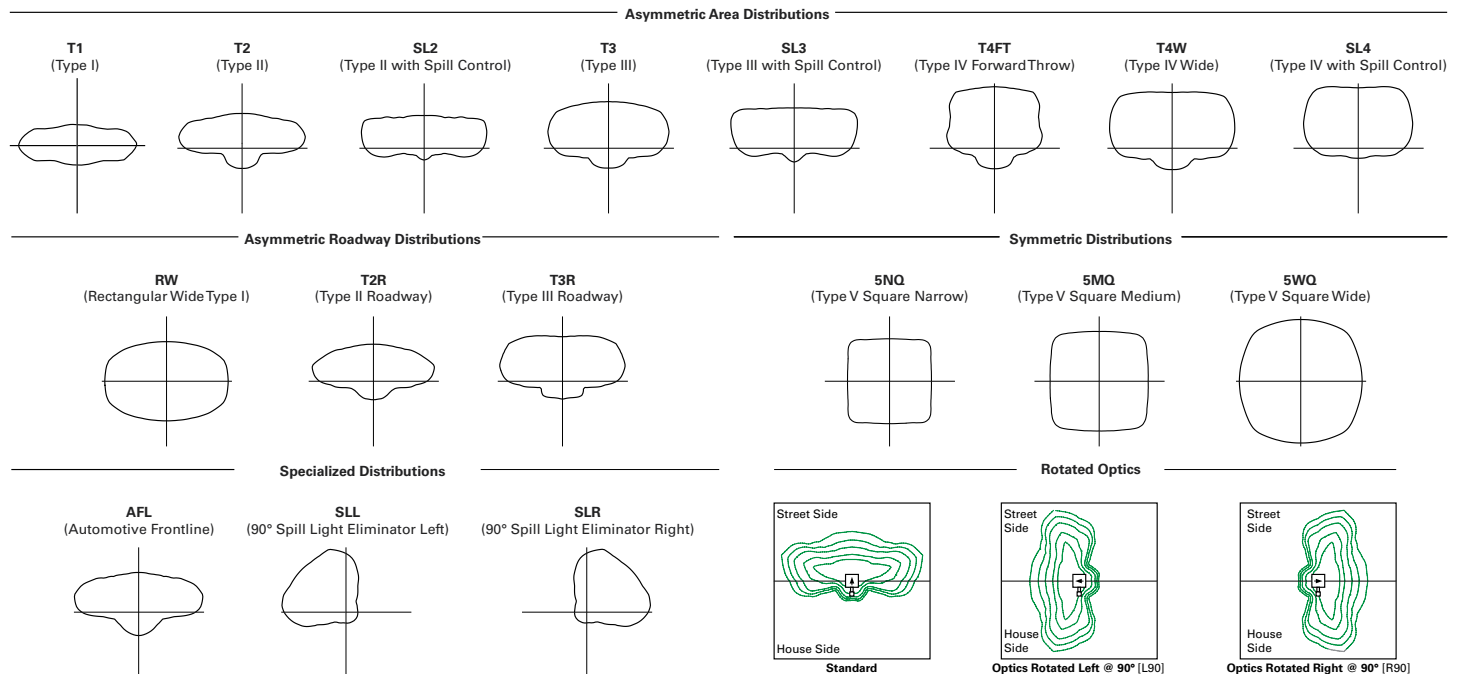 Asymmetric Area Distributions
T1
(Type I)
T2
(Type II)
SL2
(Type II with Spill Control)
T3
(Type III)
SL3
(Type III with Spill Control)
T4FT
(Type IV Forward Throw)
T4W
(Type IV Wide)
SL4
(Type IV with Spill Control)
Asymmetric Roadway Distributions
Symmetric Distributions
RW
(Rectangular Wide Type I)
T2R
(Type II Roadway)
T3R
(Type III Roadway)
5NQ
(Type V Square Narrow)
5MQ
(Type V Square Medium)
5WQ
(Type V Square Wide)
Specialized Distributions
Rotated Optics
AFL
(Automotive Frontline)
SLL
(90° Spill Light Eliminator Left)
SLR
(90° Spill Light Eliminator Right)
Street Side
House Side
Standard
Street
Side
House
Side
Optics Rotated Left @ 90° [L90]
Street
Side
House
Side
Optics Rotated Right @ 90° [R90]